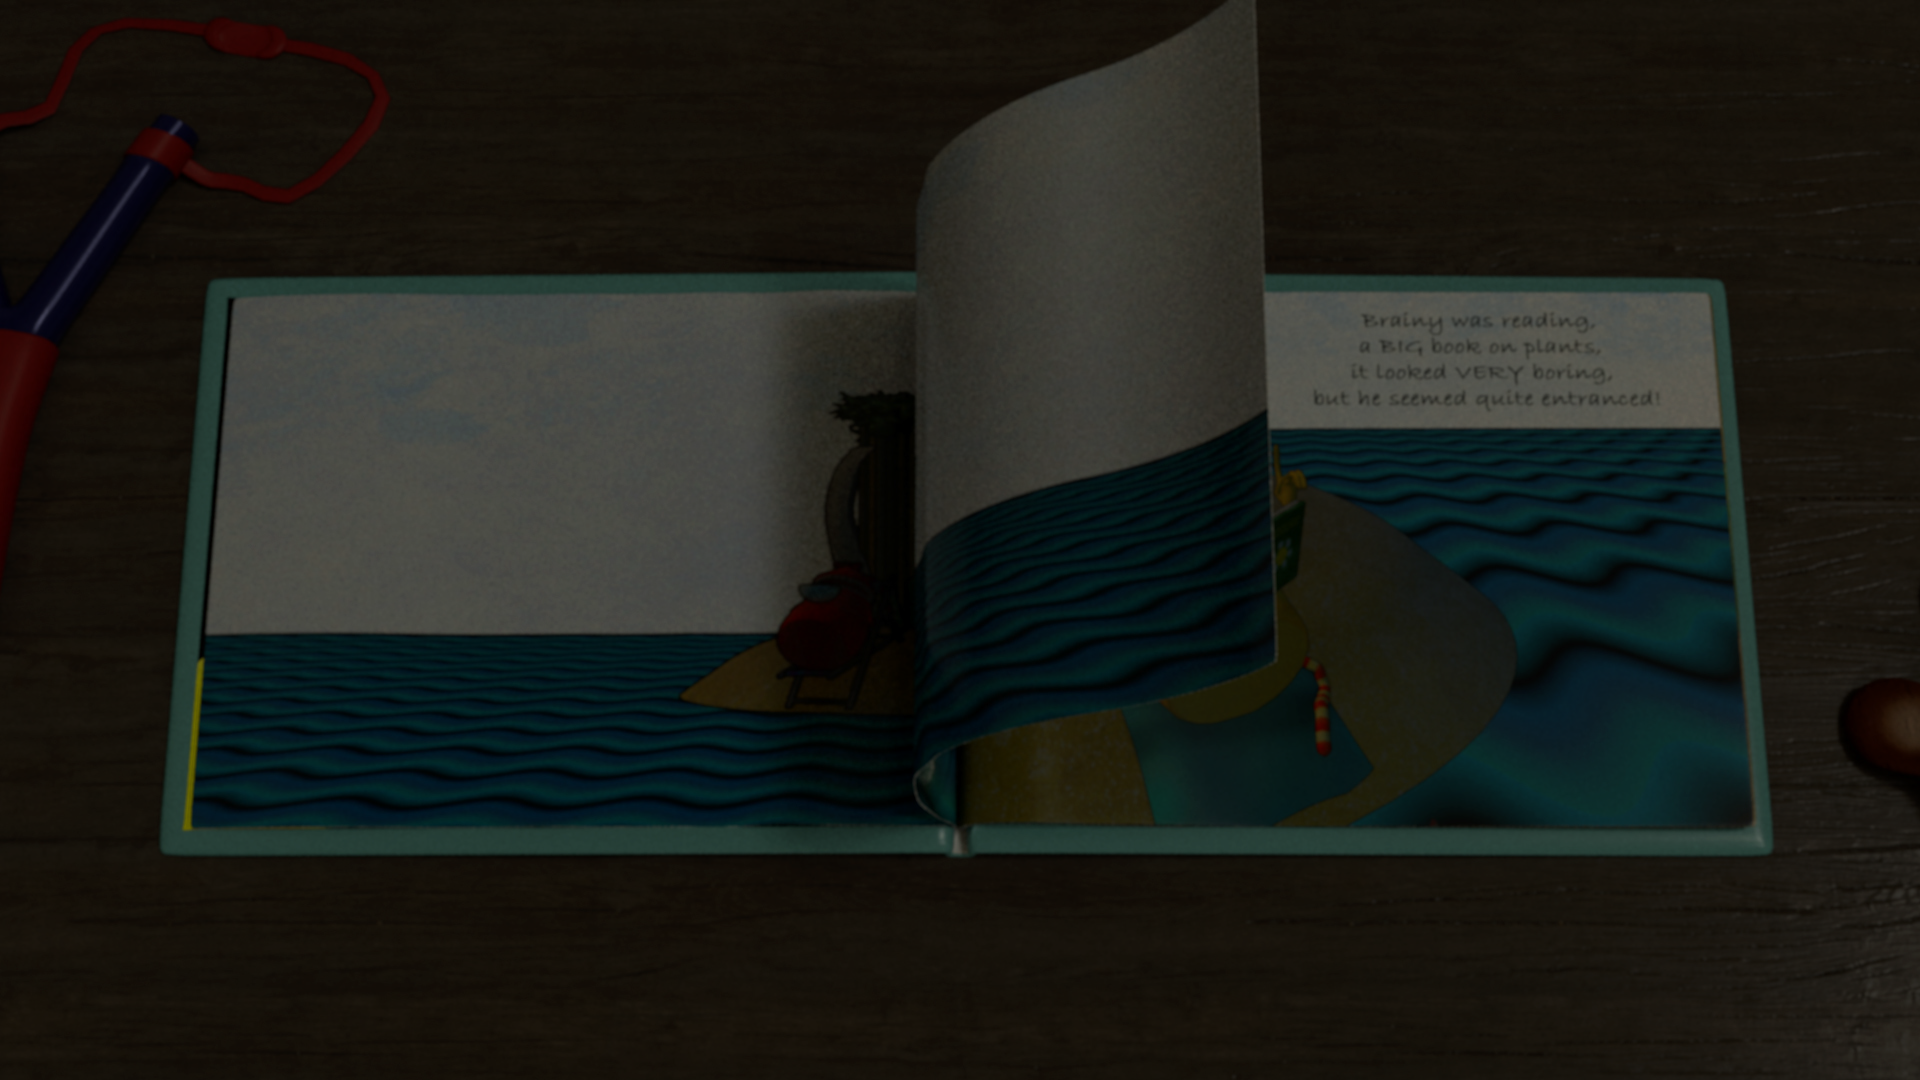 Brainy was reading,
a BIG book on plants,
it looked VERY boring,
but he seemed quite entranced!